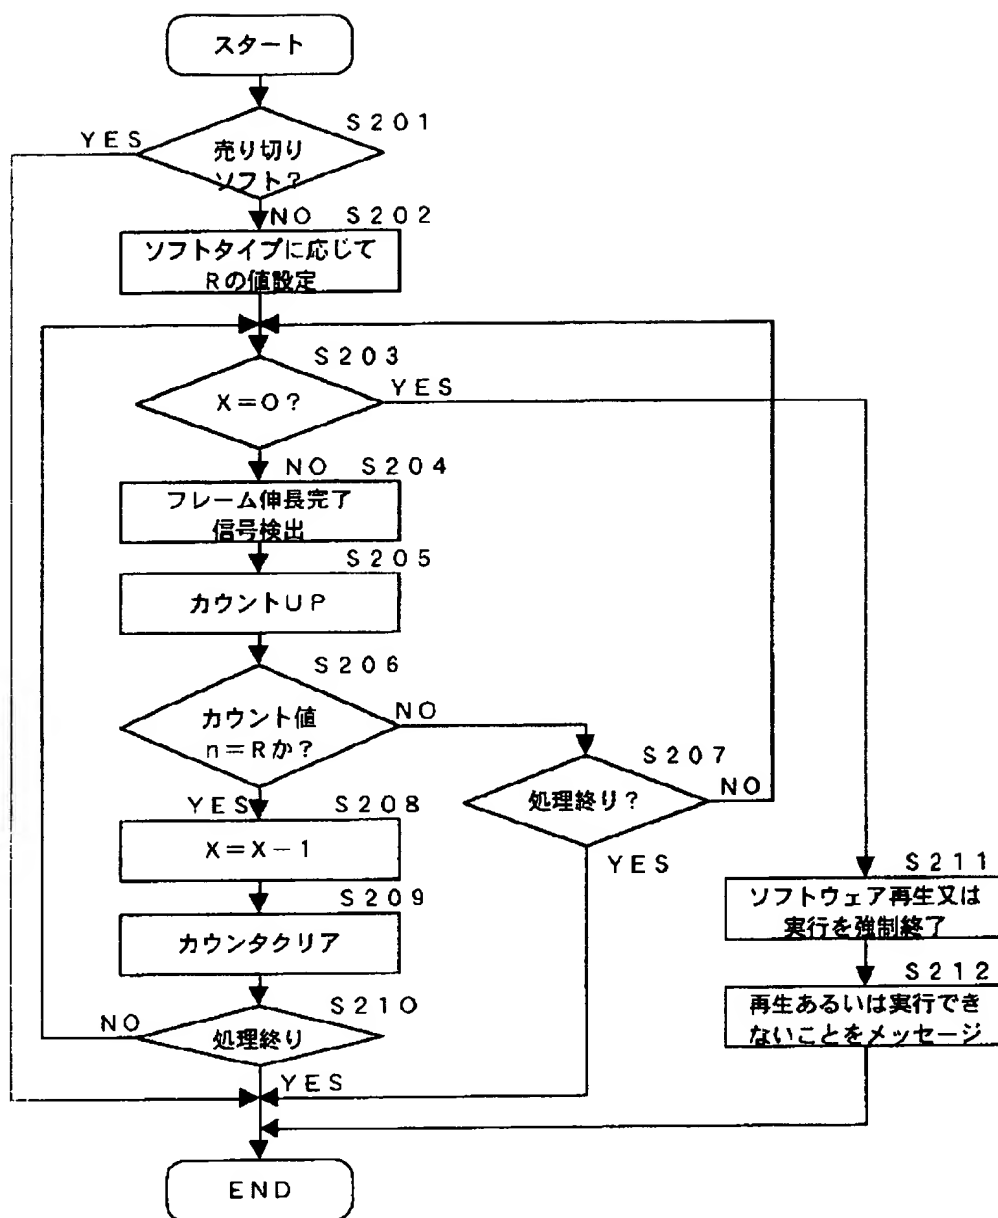 スタート
S201
YES
売り切り
ソフト?
NO S202
ソフトタイプに応じて
Rの値設定
S203
X=0?
YES
NO S204
フレーム伸長完了
信号検出
S205
カウントUP
S206
カウント値
n=Rか?
NO
S207
処理終り?
NO
YES
YES S208
X=X-1
S209
カウンタクリア
S210
処理終り
NO
YES
S211
ソフトウェア再生又は
実行を強制終了
S212
再生あるいは実行でき
ないことをメッセージ
END